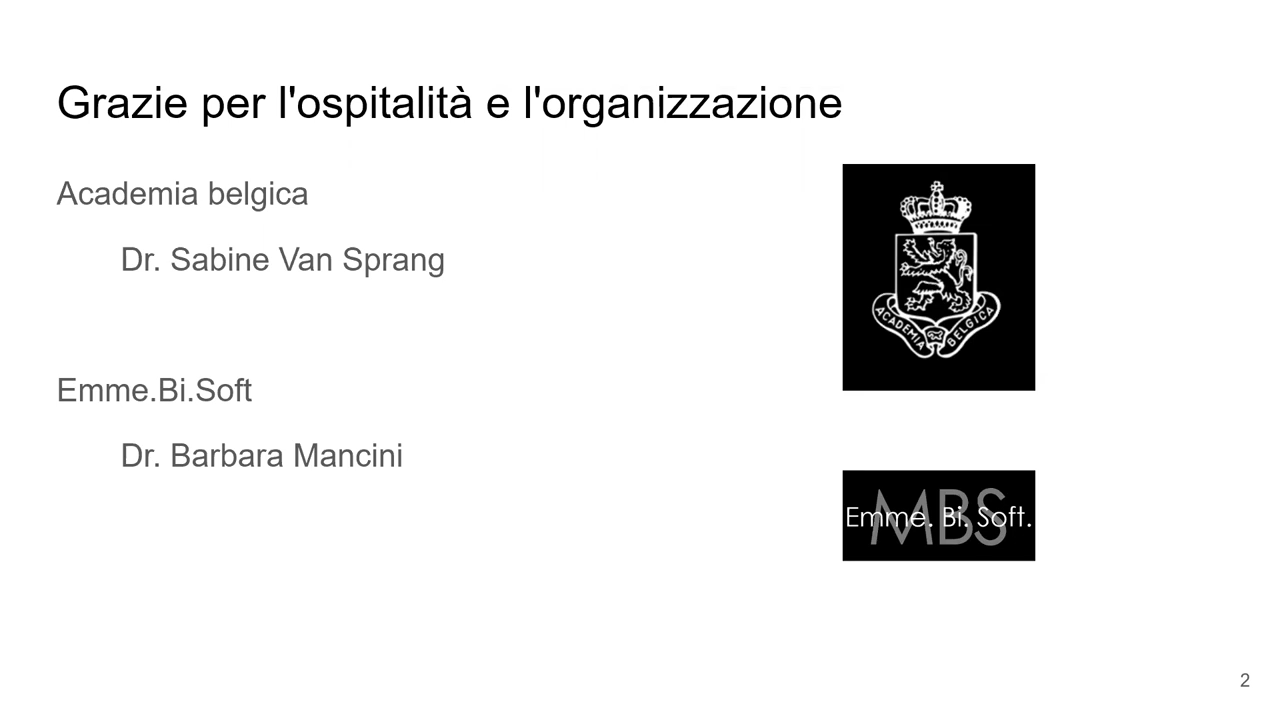 Grazie per l'ospitalità e l'organizzazione
Academia belgica
Dr. Sabine Van Sprang
ACADEMIA BELGICA
Emme.Bi.Soft
Dr. Barbara Mancini
MBS
Emme. Bi. Soft.
2